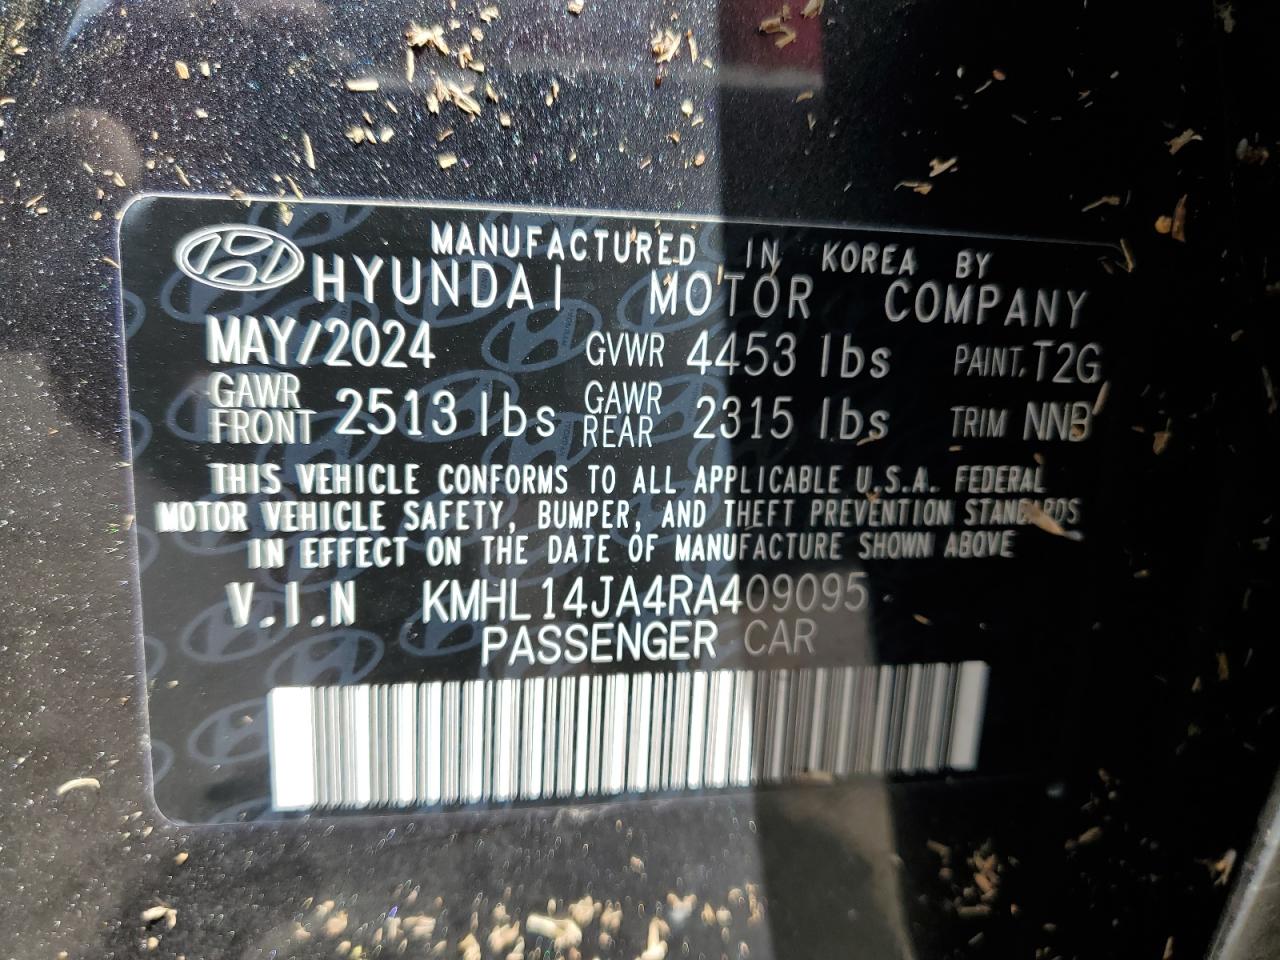 MANUFACTURED IN KOREA BY
HYUNDAI MOTOR COMPANY
MAY/2024 GVWR 4453 lbs PAINT. T2G
GAWR FRONT 2513 lbs GAWR REAR 2315 lbs TRIM NNB
THIS VEHICLE CONFORMS TO ALL APPLICABLE U.S.A. FEDERAL
MOTOR VEHICLE SAFETY, BUMPER, AND THEFT PREVENTION STANDARDS
IN EFFECT ON THE DATE OF MANUFACTURE SHOWN ABOVE
V.I.N KMHL14JA4RA409095
PASSENGER CAR